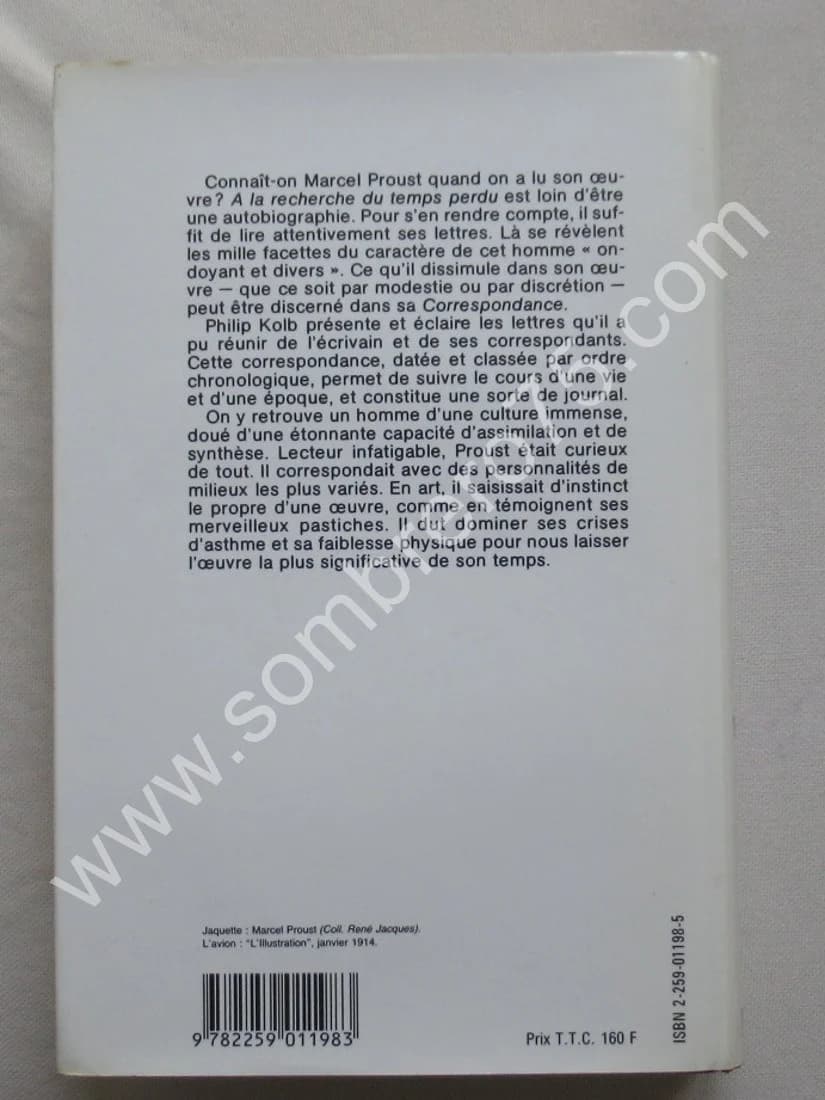 Connaît-on Marcel Proust quand on a lu son œu-
vre ? A la recherche du temps perdu est loin d'être
une autobiographie. Pour s'en rendre compte, il suf-
fit de lire attentivement ses lettres. Là se révèlent
les mille facettes du caractère de cet homme « on-
doyant et divers ». Ce qu'il dissimule dans son œu-
vre — que ce soit par modestie ou par discrétion —
peut être discerné dans sa Correspondance.
Philip Kolb présente et éclaire les lettres qu'il a
pu réunir de l'écrivain et de ses correspondants.
Cette correspondance, datée et classée par ordre
chronologique, permet de suivre le cours d'une vie
et d'une époque, et constitue une sorte de journal.
On y retrouve un homme d'une culture immense,
doué d'une étonnante capacité d'assimilation et de
synthèse. Lecteur infatigable, Proust était curieux
de tout. Il correspondait avec des personnalités de
milieux les plus variés. En art, il saisissait d'instinct
le propre d'une œuvre, comme en témoignent ses
merveilleux pastiches. Il dut dominer ses crises
d'asthme et sa faiblesse physique pour nous laisser
l'œuvre la plus significative de son temps.
www.sombrero75.com
Jaquette : Marcel Proust (Coll. René Jacques).
L'avion : "L'Illustration", janvier 1914.
9 782259 011983
Prix T.T.C. 160 F
ISBN 2-259-01198-5